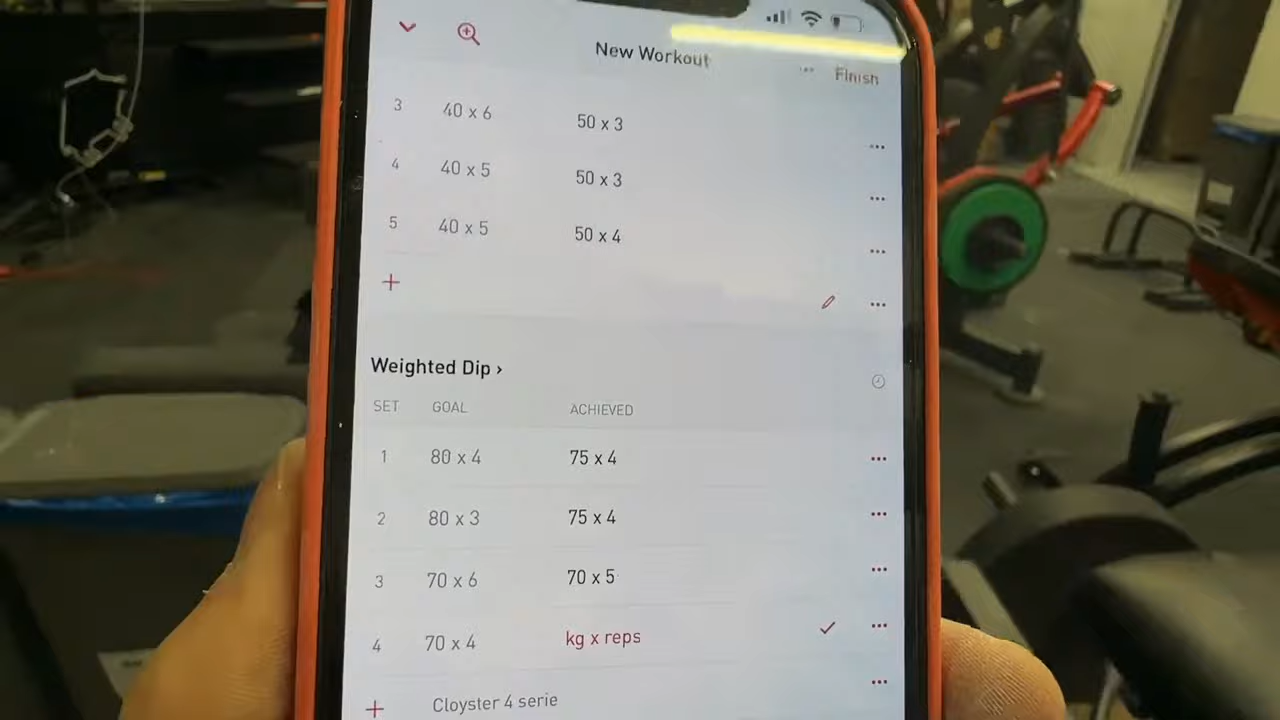 New Workout
Finish
3 40 x 6 50 x 3
4 40 x 5 50 x 3
5 40 x 5 50 x 4
Weighted Dip
SET GOAL ACHIEVED
1 80 x 4 75 x 4
2 80 x 3 75 x 4
3 70 x 6 70 x 5
4 70 x 4 kg x reps
Cloyster 4 serie